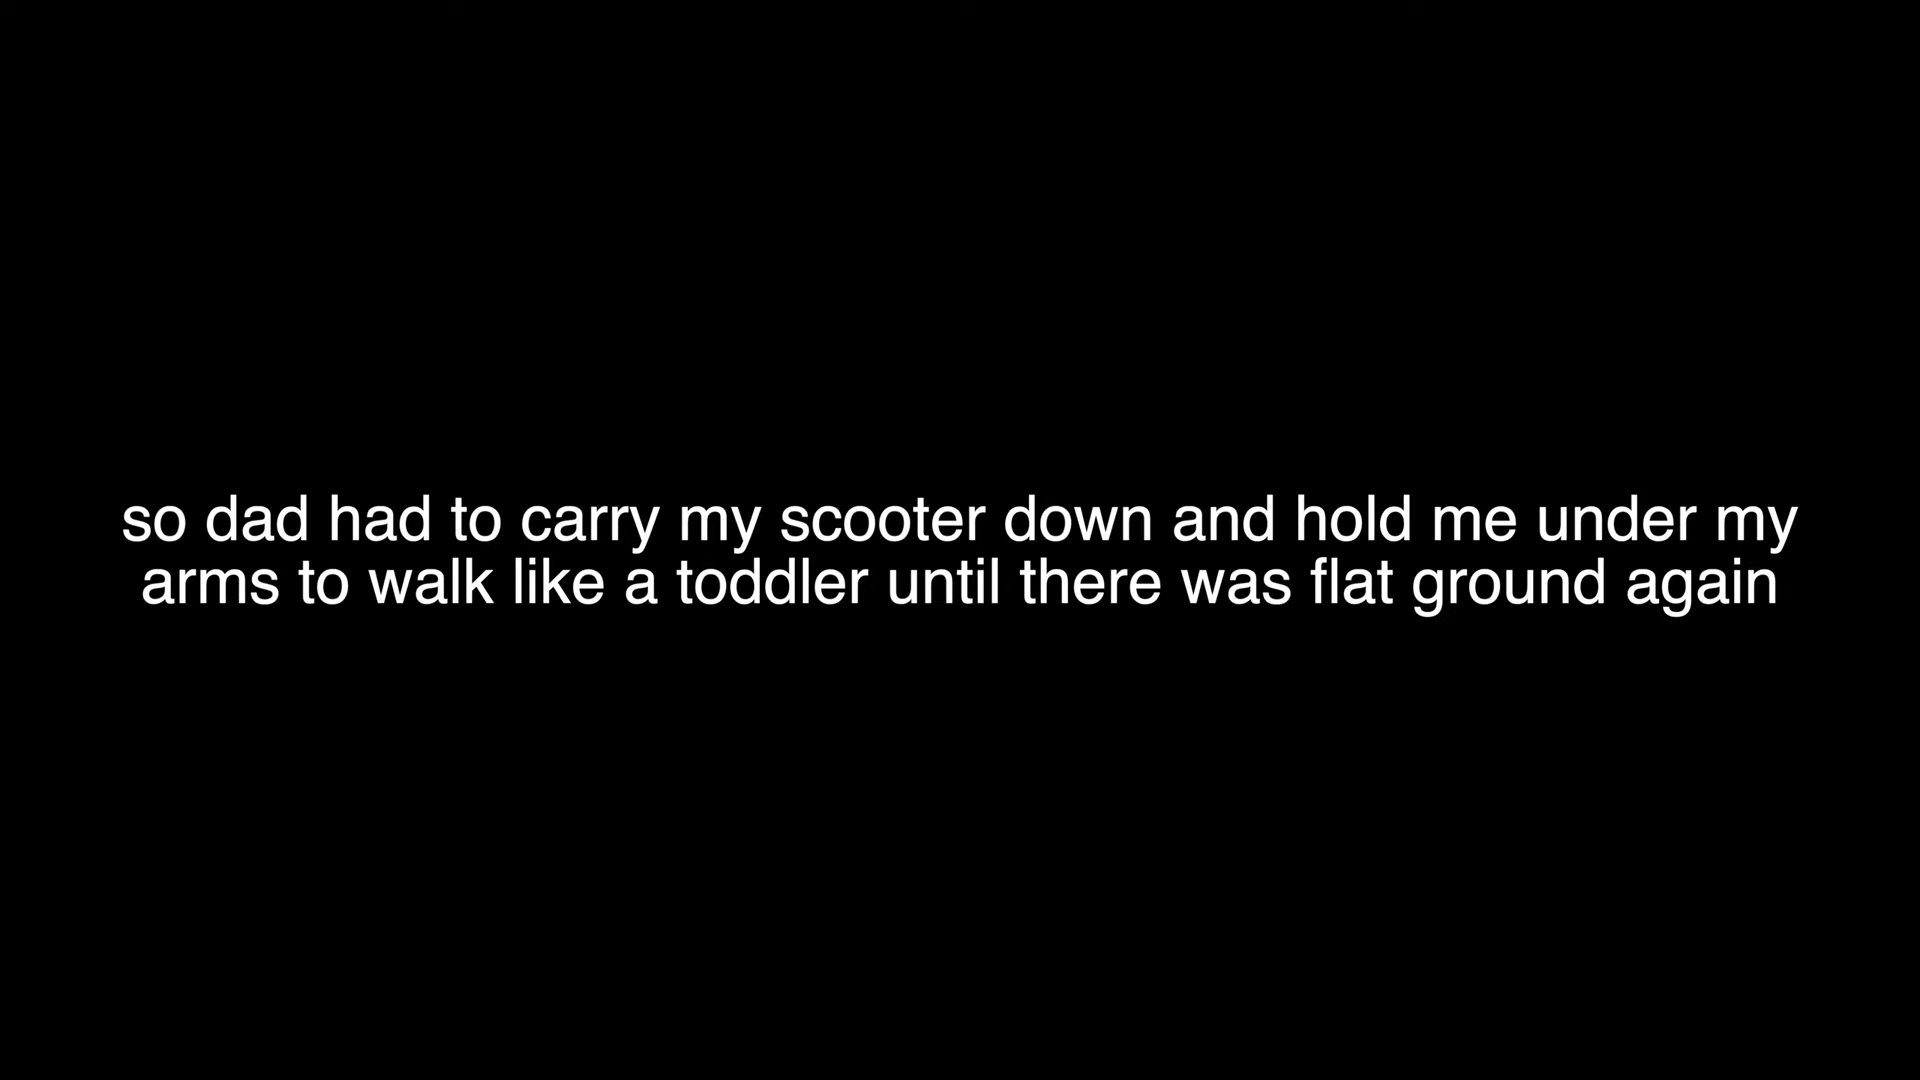 so dad had to carry my scooter down and hold me under my
arms to walk like a toddler until there was flat ground again